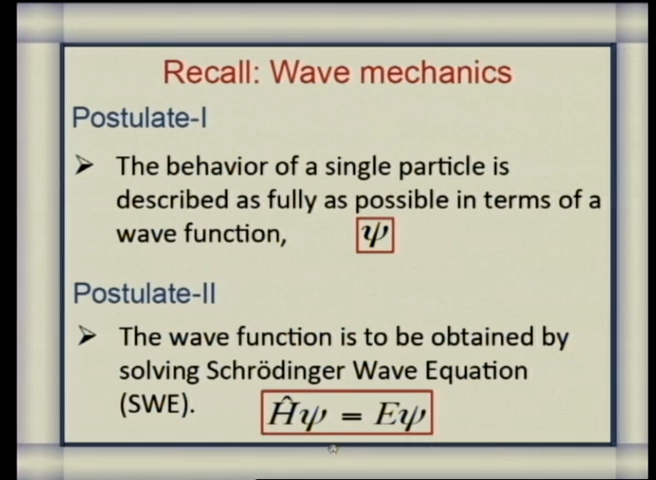 Recall: Wave mechanics
Postulate-I
➢ The behavior of a single particle is
described as fully as possible in terms of a
wave function, ψ
Postulate-II
➢ The wave function is to be obtained by
solving Schrödinger Wave Equation
(SWE). Ĥψ = Eψ